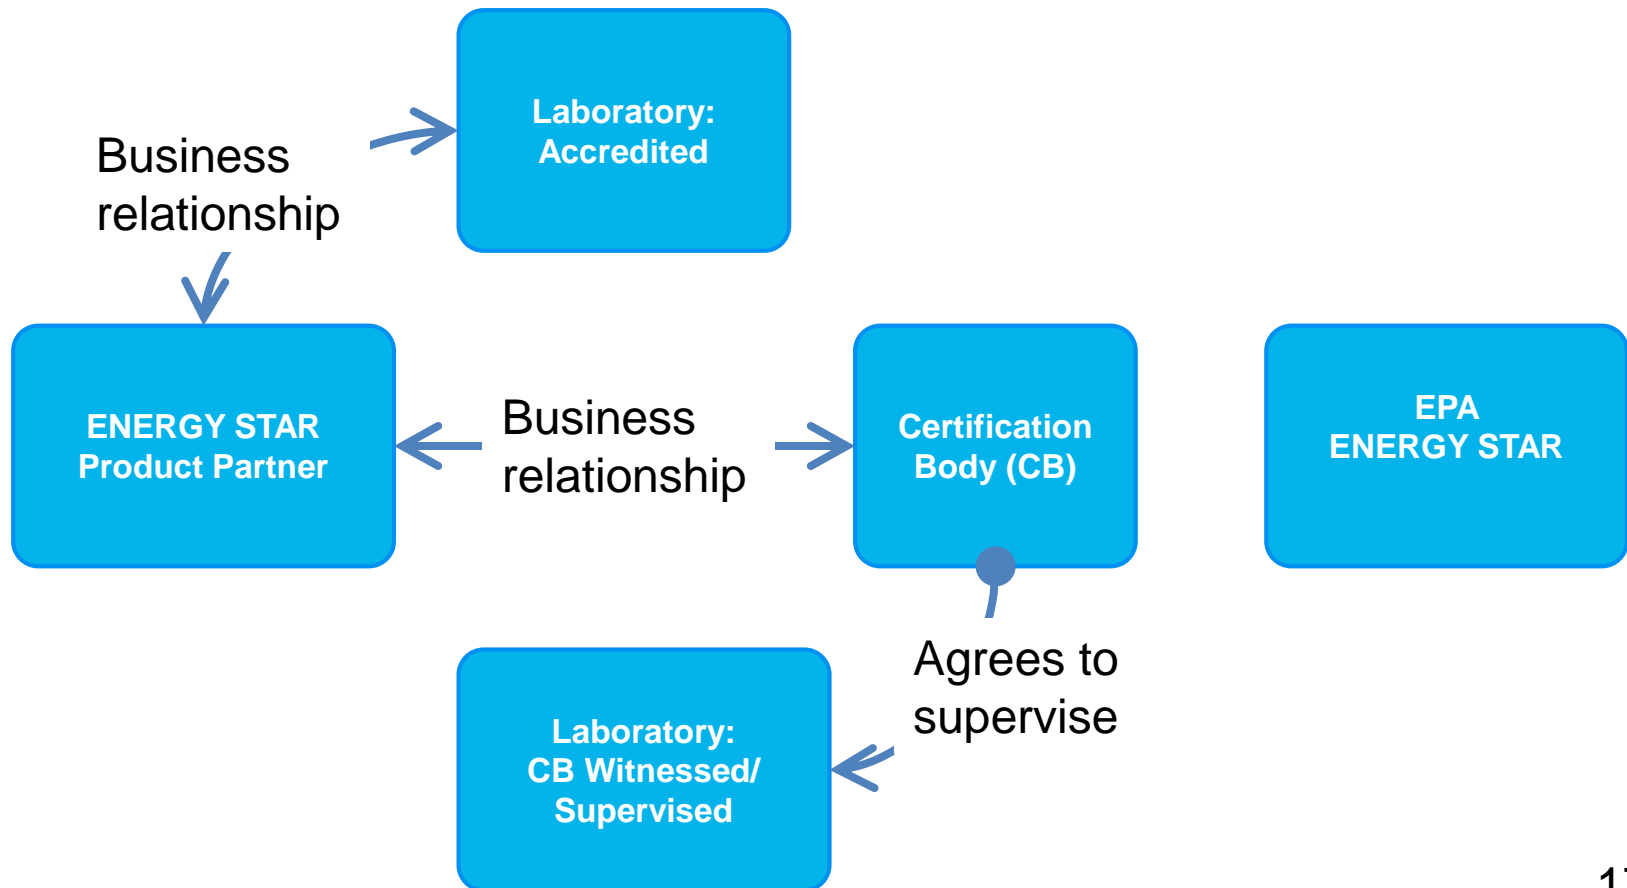 Laboratory:
Accredited
Business
relationship
ENERGY STAR
Product Partner
Business
relationship
Certification
Body (CB)
EPA
ENERGY STAR
Agrees to
supervise
Laboratory:
CB Witnessed/
Supervised